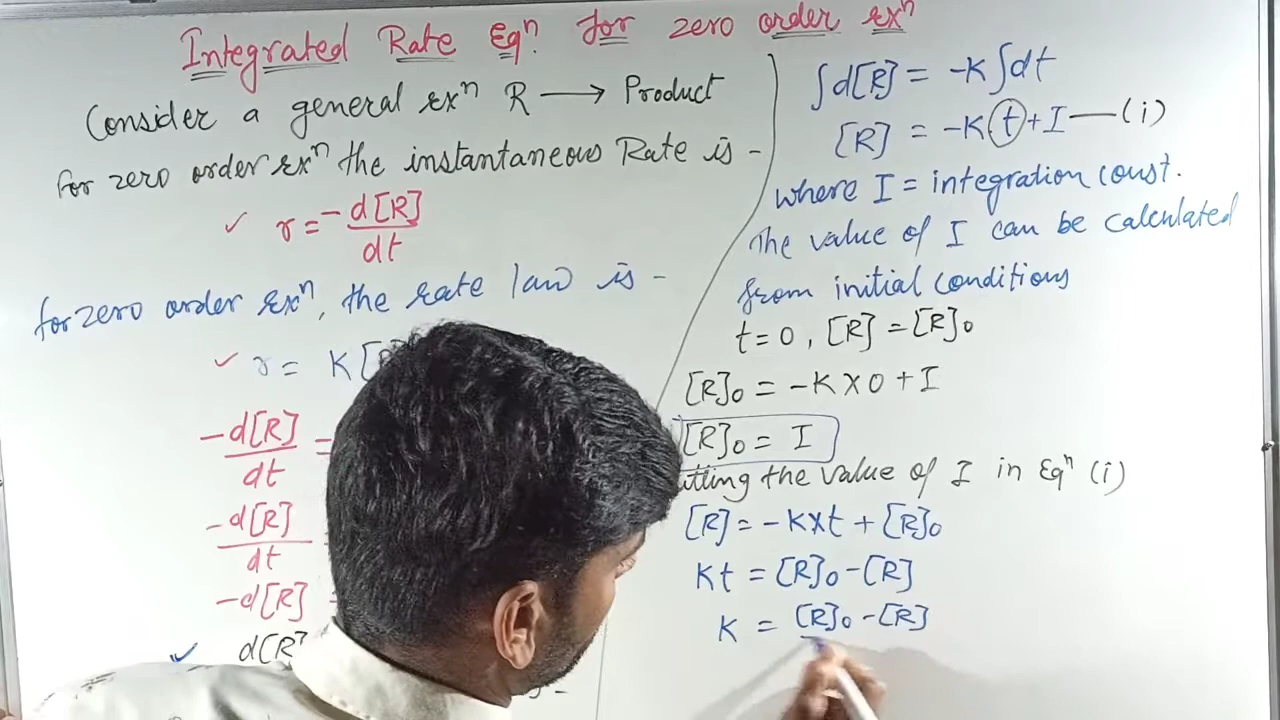 Integrated Rate Eqⁿ. for zero order rxⁿ
Consider a general rxⁿ R ⟶ Product
for zero order rxⁿ the instantaneous Rate is -
✓ r = -d[R]/dt
for zero order rxⁿ, the rate law is -
✓ r = K[R
-d[R]/dt =
-d[R]/dt
-d[R]
✓ d[R]
∫d[R] = -K∫dt
[R] = -Kt + I —(i)
where I = integration const.
The value of I can be calculated
from initial conditions
t = 0, [R] = [R]₀
[R]₀ = -K×0 + I
[R]₀ = I
utting the value of I in Eqⁿ (i)
[R] = -K×t + [R]₀
Kt = [R]₀ - [R]
K = [R]₀ - [R]